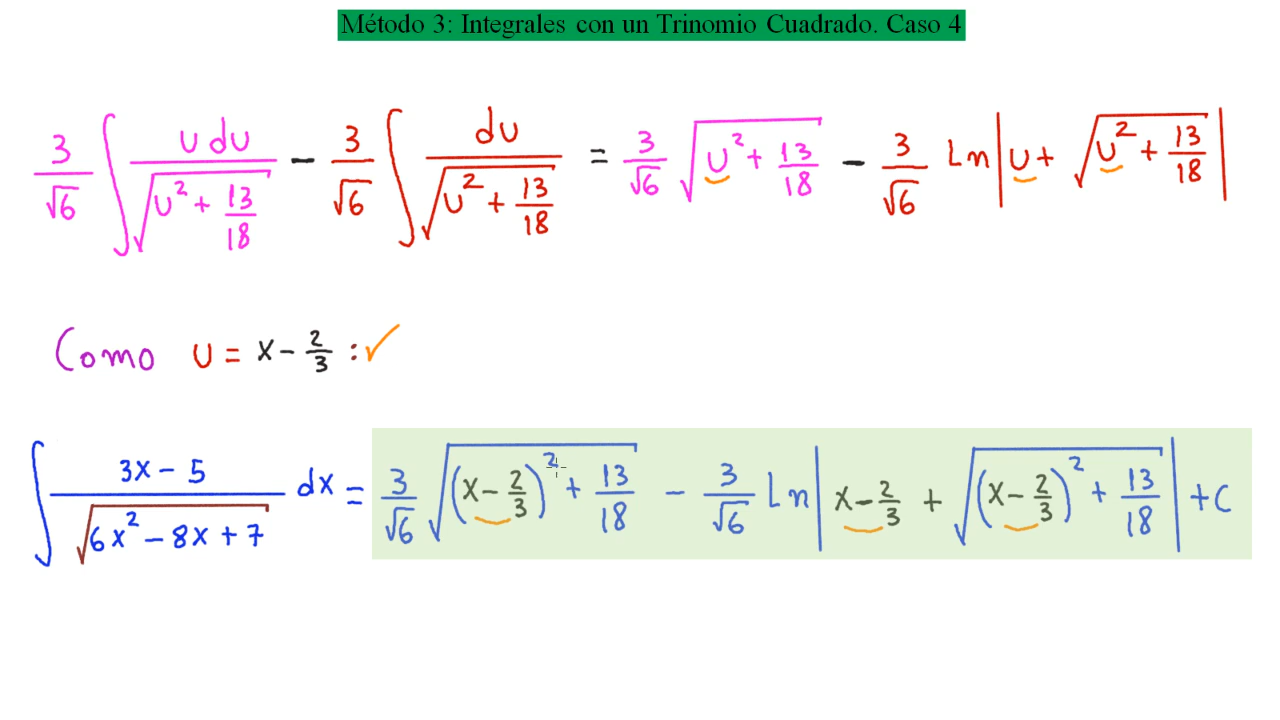 Método 3: Integrales con un Trinomio Cuadrado. Caso 4
3/√6 ∫ U dU / √(U² + 13/18) − 3/√6 ∫ dU / √(U² + 13/18) = 3/√6 √(U² + 13/18) − 3/√6 Ln|U + √(U² + 13/18)|
Como U = X − 2/3 : ✓
∫ (3X − 5) / √(6X² − 8X + 7) dX = 3/√6 √((X − 2/3)² + 13/18) − 3/√6 Ln|X − 2/3 + √((X − 2/3)² + 13/18)| + C